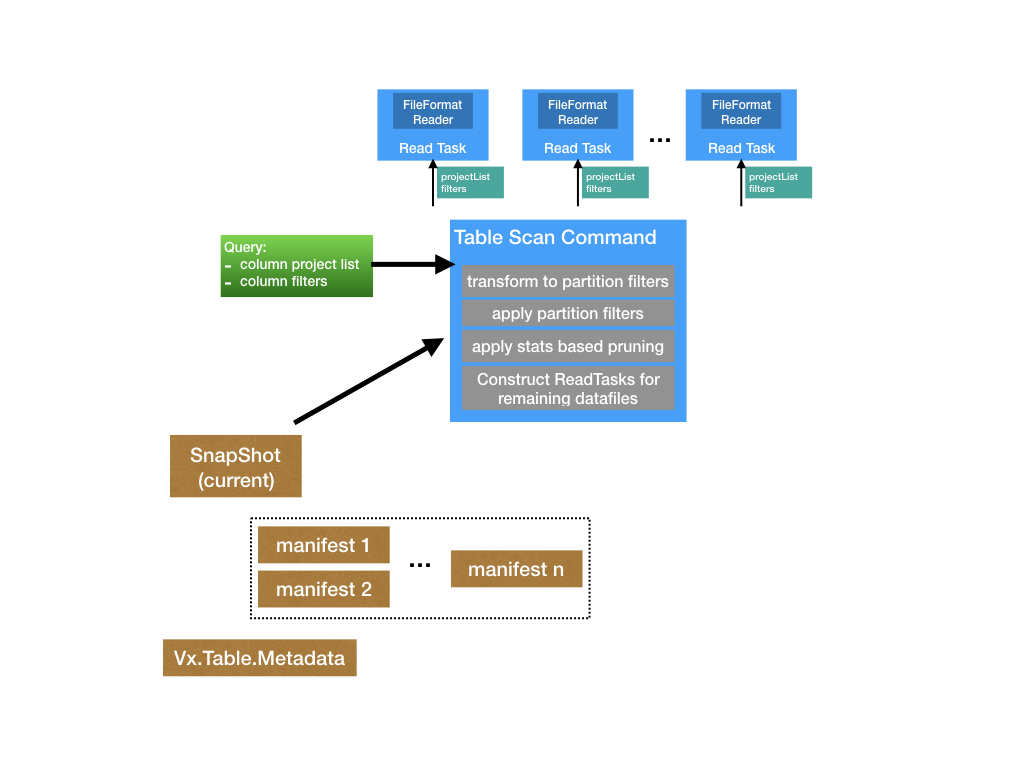 FileFormat
Reader
Read Task
FileFormat
Reader
Read Task
...
FileFormat
Reader
Read Task
projectList
filters
projectList
filters
projectList
filters
Query:
- column project list
- column filters
Table Scan Command
transform to partition filters
apply partition filters
apply stats based pruning
Construct ReadTasks for
remaining datafiles
SnapShot
(current)
manifest 1
manifest 2
...
manifest n
Vx.Table.Metadata